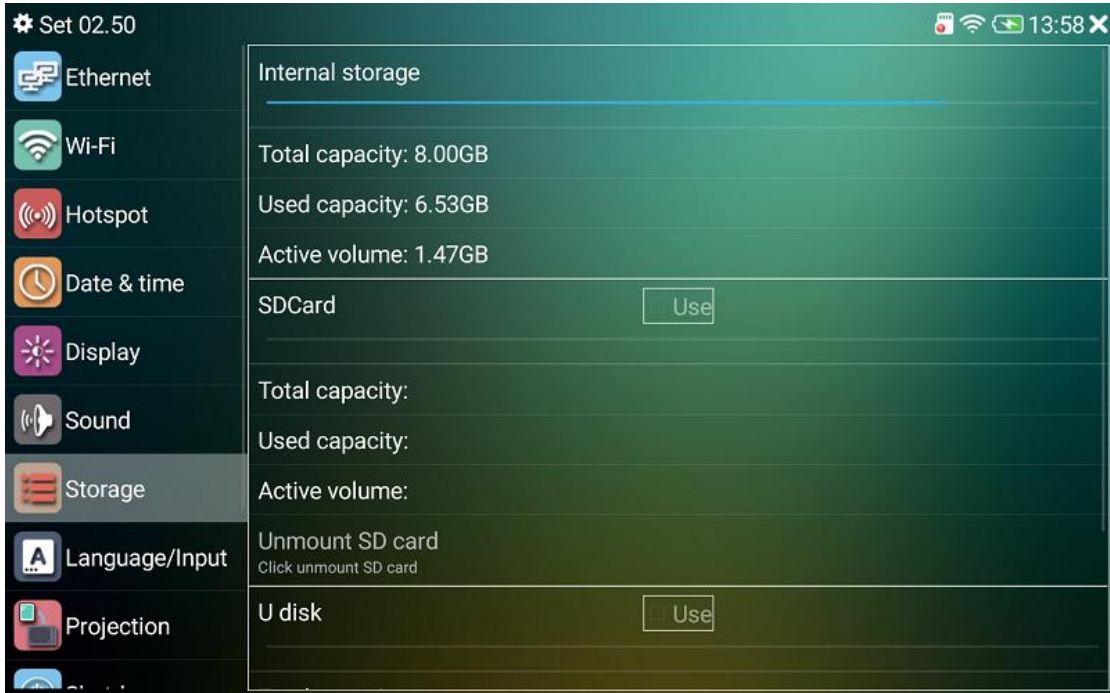 Set 02.50
13:58
Ethernet
Wi-Fi
Hotspot
Date & time
Display
Sound
Storage
Language/Input
Projection
Internal storage
Total capacity: 8.00GB
Used capacity: 6.53GB
Active volume: 1.47GB
SDCard
Use
Total capacity:
Used capacity:
Active volume:
Unmount SD card
Click unmount SD card
U disk
Use